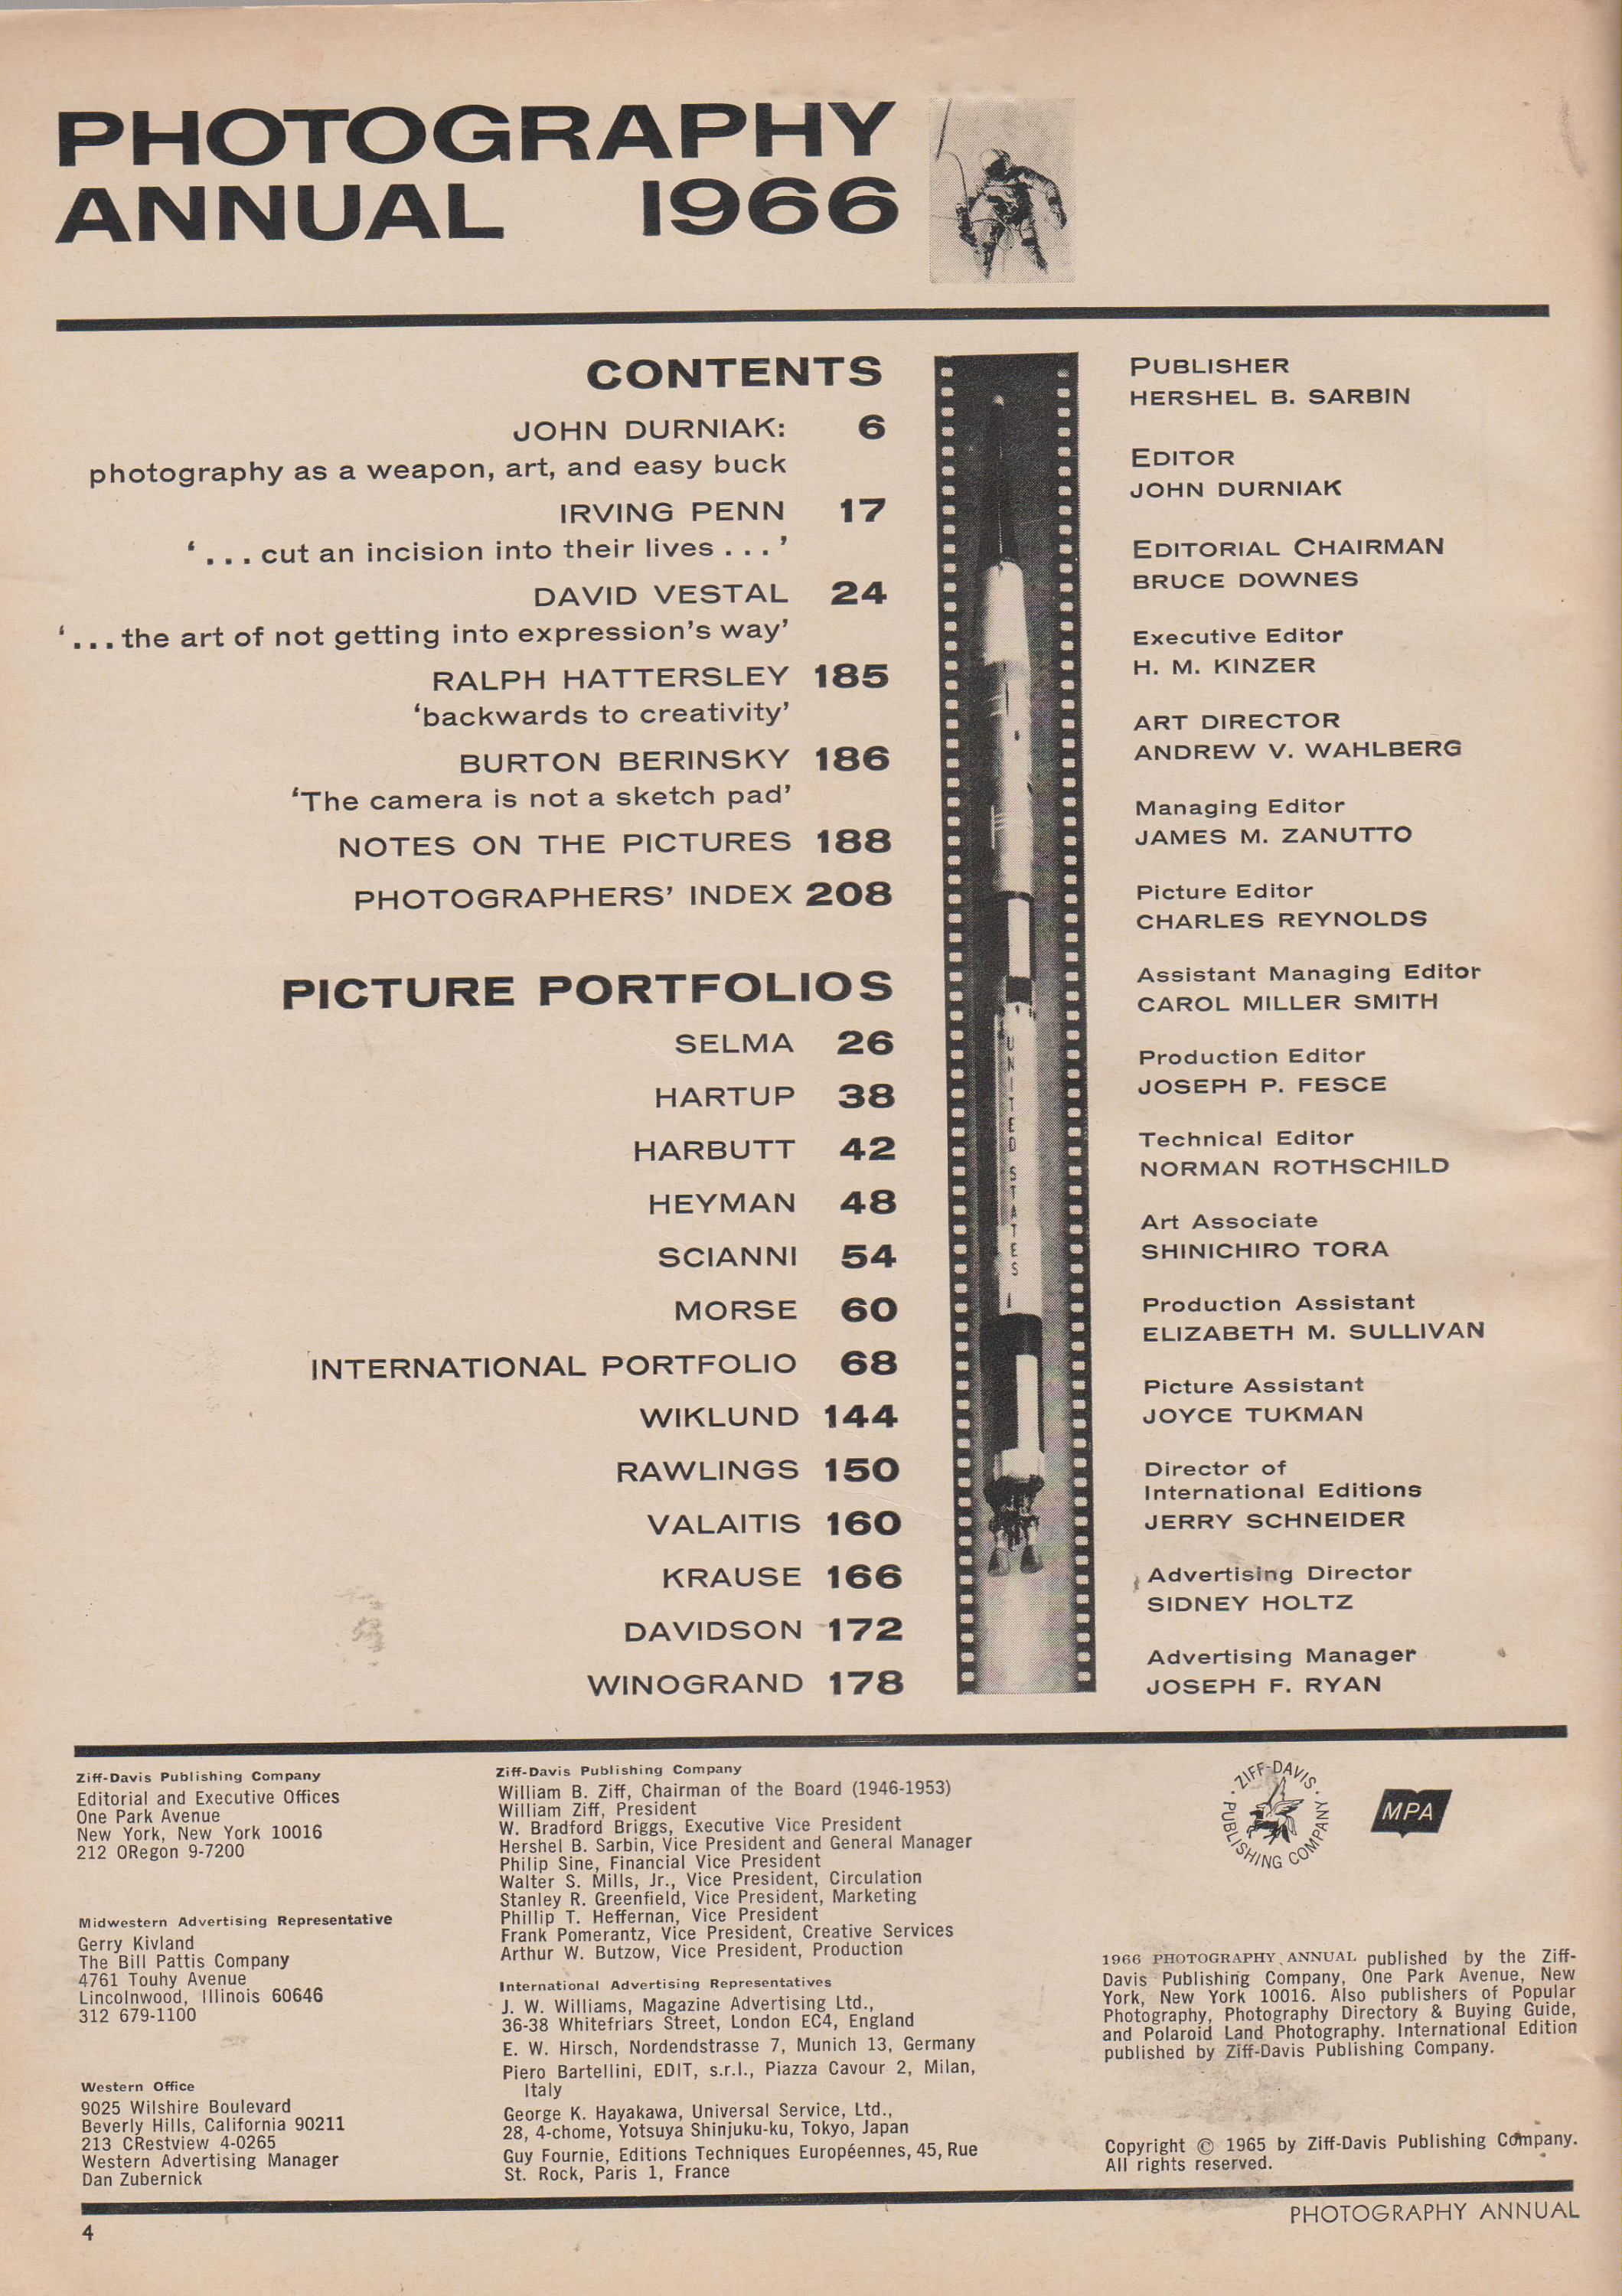 PHOTOGRAPHY
ANNUAL 1966
CONTENTS
JOHN DURNIAK: 6
photography as a weapon, art, and easy buck
IRVING PENN 17
‘ ... cut an incision into their lives ... ’
DAVID VESTAL 24
‘ ... the art of not getting into expression’s way’
RALPH HATTERSLEY 185
‘backwards to creativity’
BURTON BERINSKY 186
‘The camera is not a sketch pad’
NOTES ON THE PICTURES 188
PHOTOGRAPHERS’ INDEX 208
PICTURE PORTFOLIOS
SELMA 26
HARTUP 38
HARBUTT 42
HEYMAN 48
SCIANNI 54
MORSE 60
INTERNATIONAL PORTFOLIO 68
WIKLUND 144
RAWLINGS 150
VALAITIS 160
KRAUSE 166
DAVIDSON 172
WINOGRAND 178
UNITED STATES
PUBLISHER
HERSHEL B. SARBIN
EDITOR
JOHN DURNIAK
EDITORIAL CHAIRMAN
BRUCE DOWNES
Executive Editor
H. M. KINZER
ART DIRECTOR
ANDREW V. WAHLBERG
Managing Editor
JAMES M. ZANUTTO
Picture Editor
CHARLES REYNOLDS
Assistant Managing Editor
CAROL MILLER SMITH
Production Editor
JOSEPH P. FESCE
Technical Editor
NORMAN ROTHSCHILD
Art Associate
SHINICHIRO TORA
Production Assistant
ELIZABETH M. SULLIVAN
Picture Assistant
JOYCE TUKMAN
Director of
International Editions
JERRY SCHNEIDER
Advertising Director
SIDNEY HOLTZ
Advertising Manager
JOSEPH F. RYAN
Ziff-Davis Publishing Company
Editorial and Executive Offices
One Park Avenue
New York, New York 10016
212 ORegon 9-7200
Midwestern Advertising Representative
Gerry Kivland
The Bill Pattis Company
4761 Touhy Avenue
Lincolnwood, Illinois 60646
312 679-1100
Western Office
9025 Wilshire Boulevard
Beverly Hills, California 90211
213 CRestview 4-0265
Western Advertising Manager
Dan Zubernick
Ziff-Davis Publishing Company
William B. Ziff, Chairman of the Board (1946-1953)
William Ziff, President
W. Bradford Briggs, Executive Vice President
Hershel B. Sarbin, Vice President and General Manager
Philip Sine, Financial Vice President
Walter S. Mills, Jr., Vice President, Circulation
Stanley R. Greenfield, Vice President, Marketing
Phillip T. Heffernan, Vice President
Frank Pomerantz, Vice President, Creative Services
Arthur W. Butzow, Vice President, Production
International Advertising Representatives
J. W. Williams, Magazine Advertising Ltd.,
36-38 Whitefriars Street, London EC4, England
E. W. Hirsch, Nordendstrasse 7, Munich 13, Germany
Piero Bartellini, EDIT, s.r.l., Piazza Cavour 2, Milan,
Italy
George K. Hayakawa, Universal Service, Ltd.,
28, 4-chome, Yotsuya Shinjuku-ku, Tokyo, Japan
Guy Fournie, Editions Techniques Européennes, 45, Rue
St. Rock, Paris 1, France
ZIFF-DAVIS
PUBLISHING COMPANY
MPA
1966 PHOTOGRAPHY ANNUAL published by the Ziff-
Davis Publishing Company, One Park Avenue, New
York, New York 10016. Also publishers of Popular
Photography, Photography Directory & Buying Guide,
and Polaroid Land Photography. International Edition
published by Ziff-Davis Publishing Company.
Copyright © 1965 by Ziff-Davis Publishing Company.
All rights reserved.
4
PHOTOGRAPHY ANNUAL